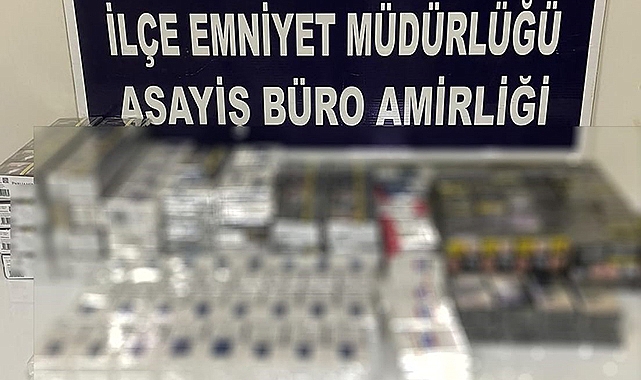 İLÇE EMNİYET MÜDÜRLÜĞÜ
ASAYİŞ BÜRO AMİRLİĞİ